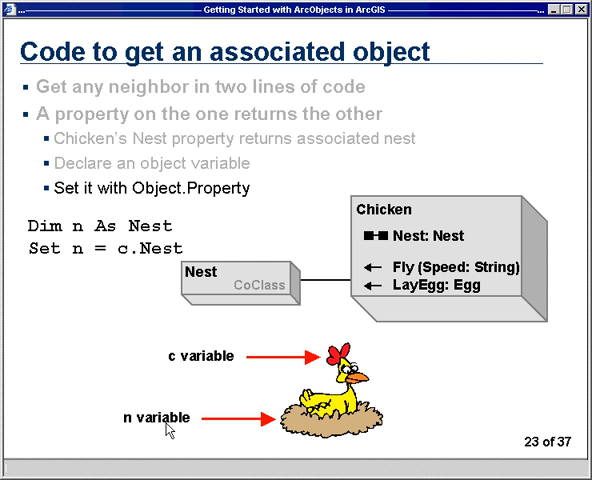 Getting Started with ArcObjects in ArcGIS
Code to get an associated object
Get any neighbor in two lines of code
A property on the one returns the other
Chicken's Nest property returns associated nest
Declare an object variable
Set it with Object.Property
Dim n As Nest
Set n = c.Nest
Chicken
Nest: Nest
Fly (Speed: String)
LayEgg: Egg
Nest
CoClass
c variable
n variable
23 of 37